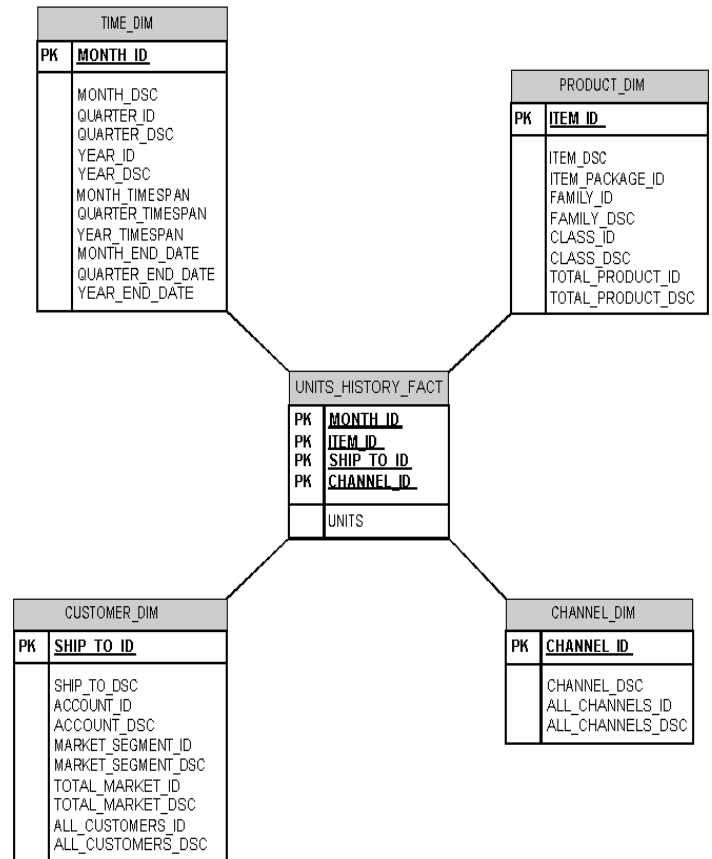 TIME_DIM
PK MONTH_ID
MONTH_DSC
QUARTER_ID
QUARTER_DSC
YEAR_ID
YEAR_DSC
MONTH_TIMESPAN
QUARTER_TIMESPAN
YEAR_TIMESPAN
MONTH_END_DATE
QUARTER_END_DATE
YEAR_END_DATE
PRODUCT_DIM
PK ITEM_ID
ITEM_DSC
ITEM_PACKAGE_ID
FAMILY_ID
FAMILY_DSC
CLASS_ID
CLASS_DSC
TOTAL_PRODUCT_ID
TOTAL_PRODUCT_DSC
UNITS_HISTORY_FACT
PK MONTH_ID
PK ITEM_ID
PK SHIP_TO_ID
PK CHANNEL_ID
UNITS
CUSTOMER_DIM
PK SHIP_TO_ID
SHIP_TO_DSC
ACCOUNT_ID
ACCOUNT_DSC
MARKET_SEGMENT_ID
MARKET_SEGMENT_DSC
TOTAL_MARKET_ID
TOTAL_MARKET_DSC
ALL_CUSTOMERS_ID
ALL_CUSTOMERS_DSC
CHANNEL_DIM
PK CHANNEL_ID
CHANNEL_DSC
ALL_CHANNELS_ID
ALL_CHANNELS_DSC